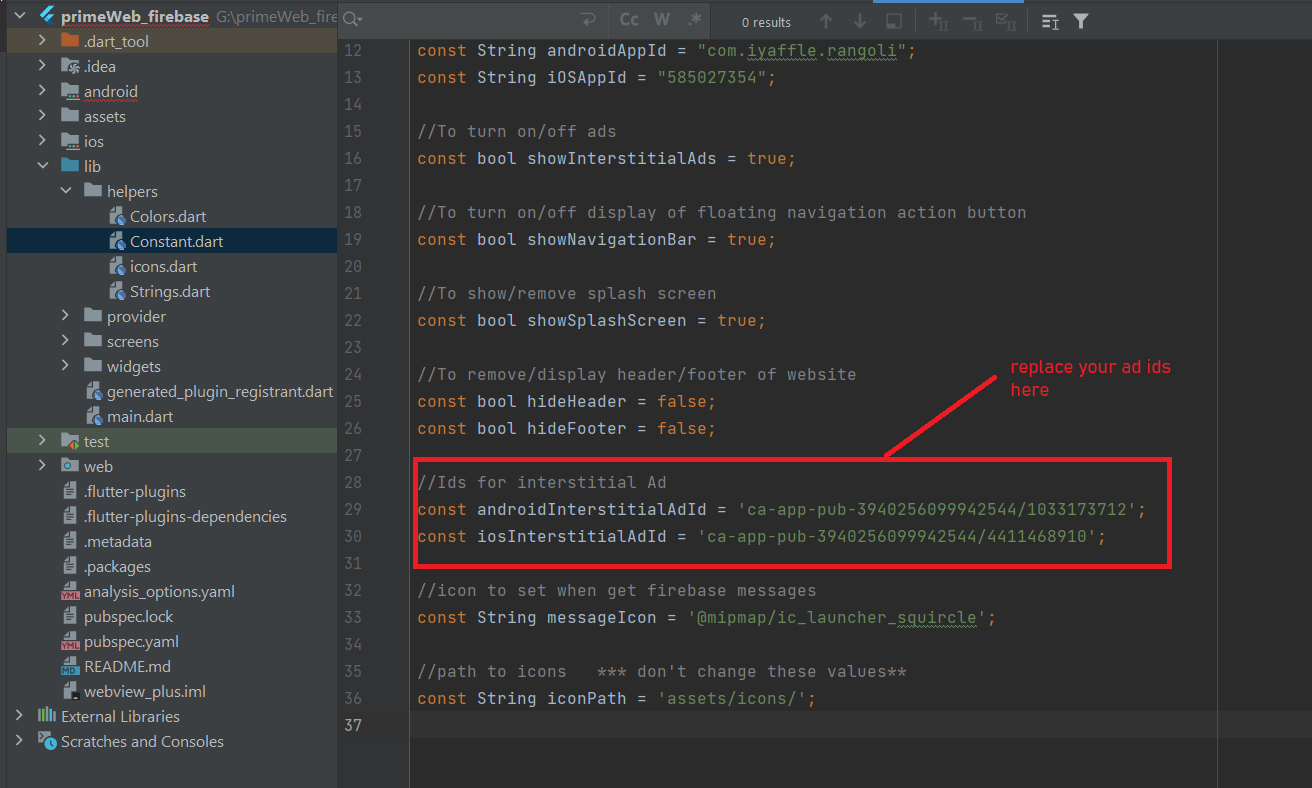 primeWeb_firebase G:\primeWeb_fire
.dart_tool
.idea
android
assets
ios
lib
helpers
Colors.dart
Constant.dart
icons.dart
Strings.dart
provider
screens
widgets
generated_plugin_registrant.dart
main.dart
test
web
.flutter-plugins
.flutter-plugins-dependencies
.metadata
.packages
analysis_options.yaml
pubspec.lock
pubspec.yaml
README.md
webview_plus.iml
External Libraries
Scratches and Consoles
Cc W .* 0 results
12 const String androidAppId = "com.iyaffle.rangoli";
13 const String iOSAppId = "585027354";
14
15 //To turn on/off ads
16 const bool showInterstitialAds = true;
17
18 //To turn on/off display of floating navigation action button
19 const bool showNavigationBar = true;
20
21 //To show/remove splash screen
22 const bool showSplashScreen = true;
23
24 //To remove/display header/footer of website
25 const bool hideHeader = false;
26 const bool hideFooter = false;
27
28 //Ids for interstitial Ad
29 const androidInterstitialAdId = 'ca-app-pub-3940256099942544/1033173712';
30 const iosInterstitialAdId = 'ca-app-pub-3940256099942544/4411468910';
31
32 //icon to set when get firebase messages
33 const String messageIcon = '@mipmap/ic_launcher_squircle';
34
35 //path to icons   *** don't change these values**
36 const String iconPath = 'assets/icons/';
37
replace your ad ids
here